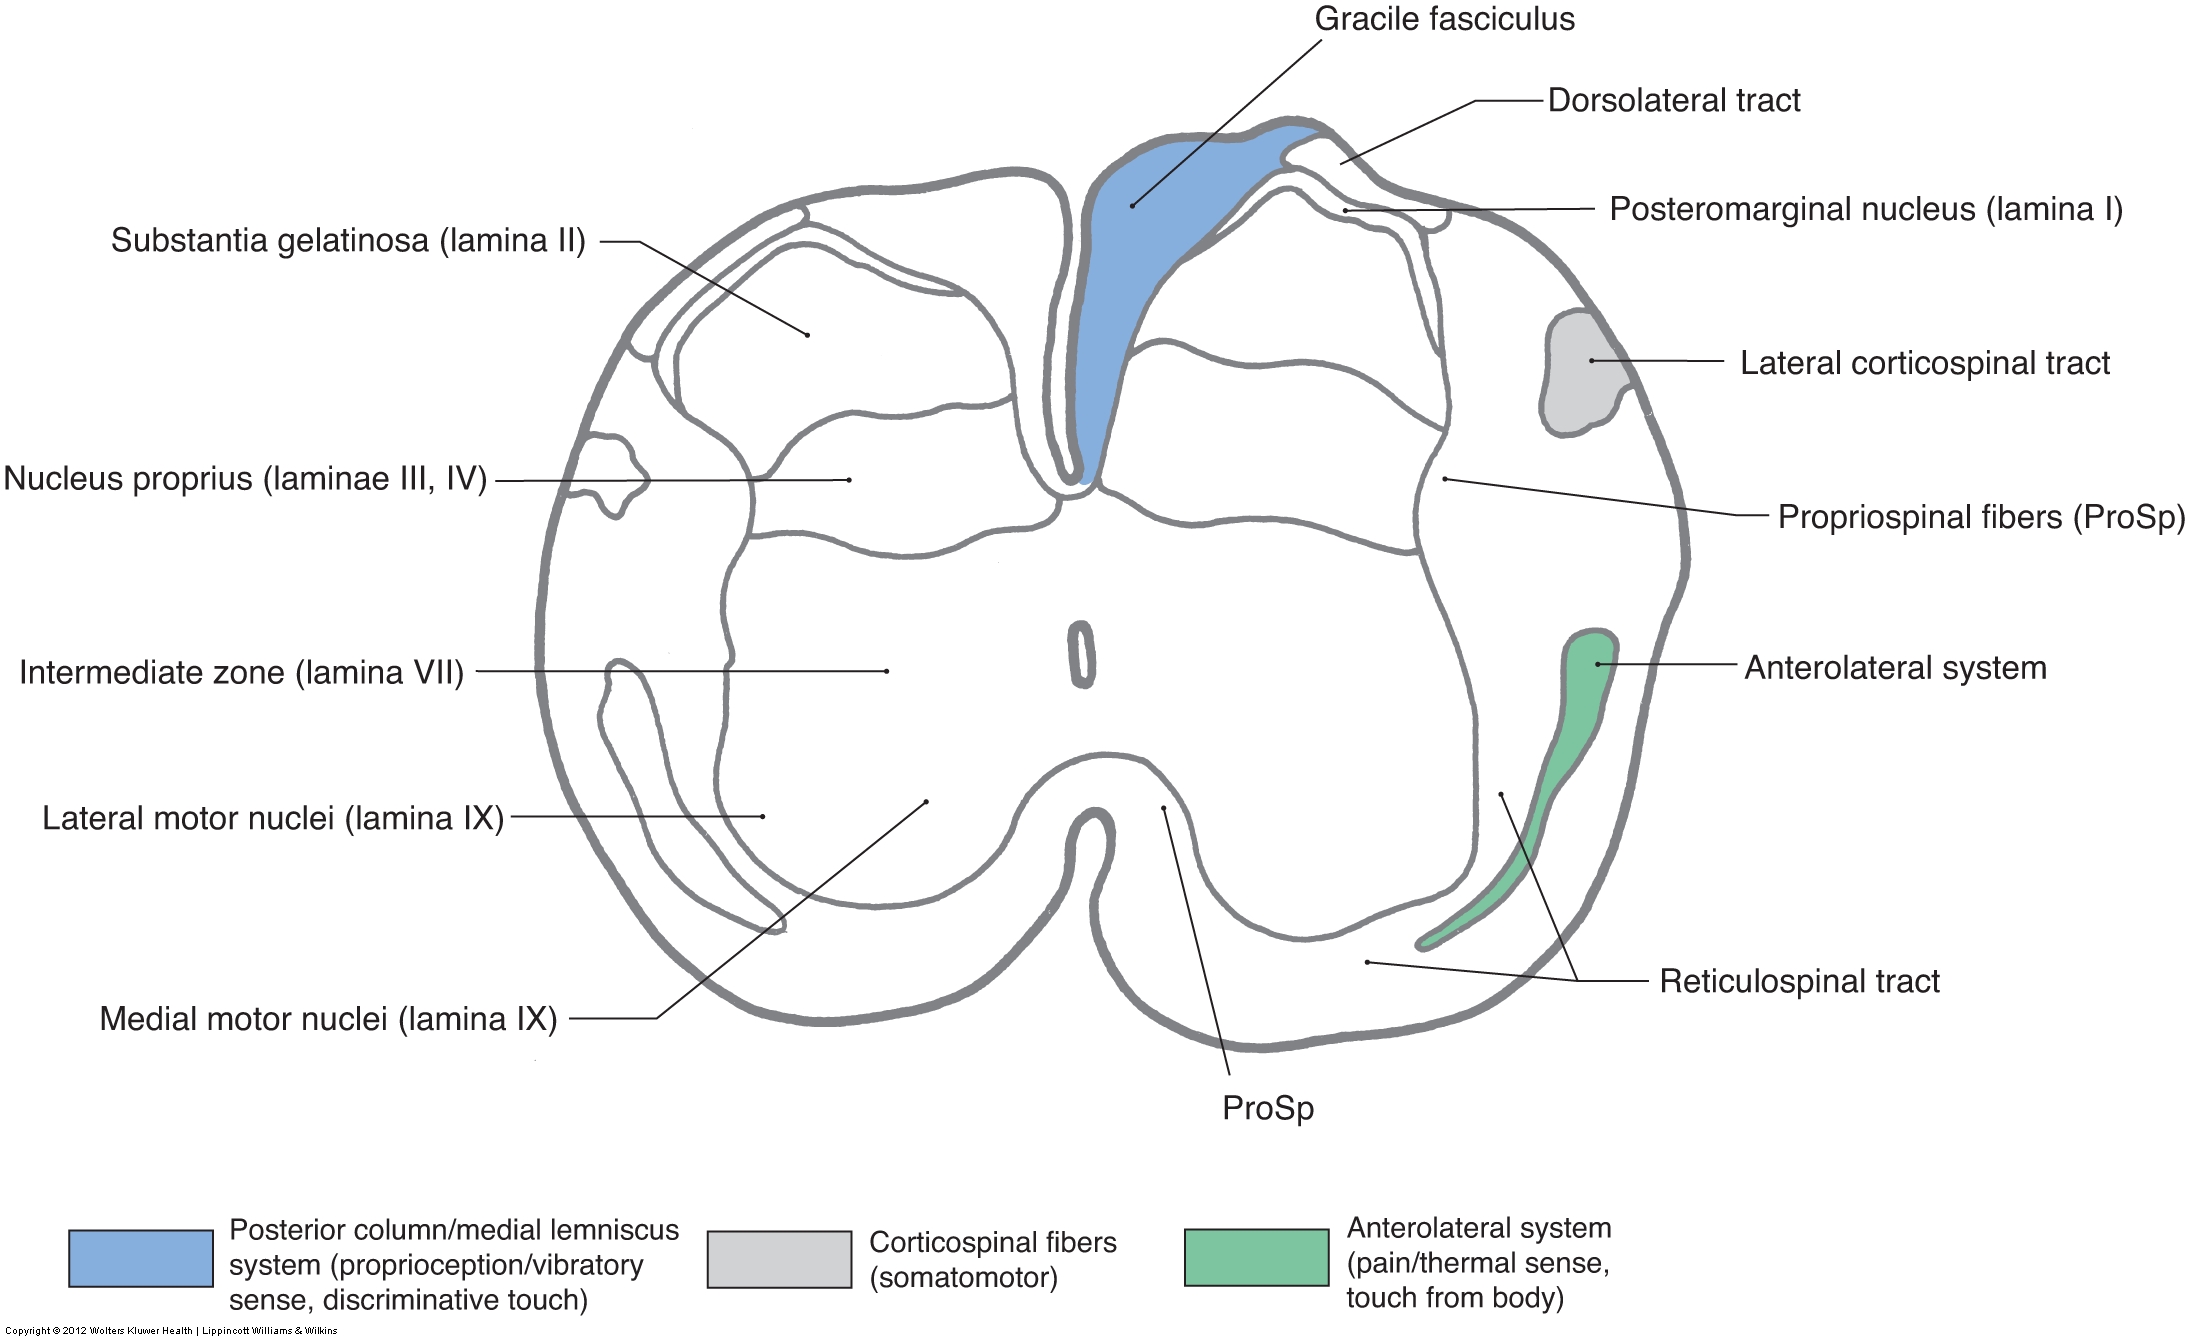 Gracile fasciculus
Dorsolateral tract
Posteromarginal nucleus (lamina I)
Substantia gelatinosa (lamina II)
Lateral corticospinal tract
Nucleus proprius (laminae III, IV)
Propriospinal fibers (ProSp)
Intermediate zone (lamina VII)
Anterolateral system
Lateral motor nuclei (lamina IX)
Reticulospinal tract
Medial motor nuclei (lamina IX)
ProSp
Posterior column/medial lemniscus
system (proprioception/vibratory
sense, discriminative touch)
Corticospinal fibers
(somatomotor)
Anterolateral system
(pain/thermal sense,
touch from body)
Copyright © 2012 Wolters Kluwer Health | Lippincott Williams & Wilkins